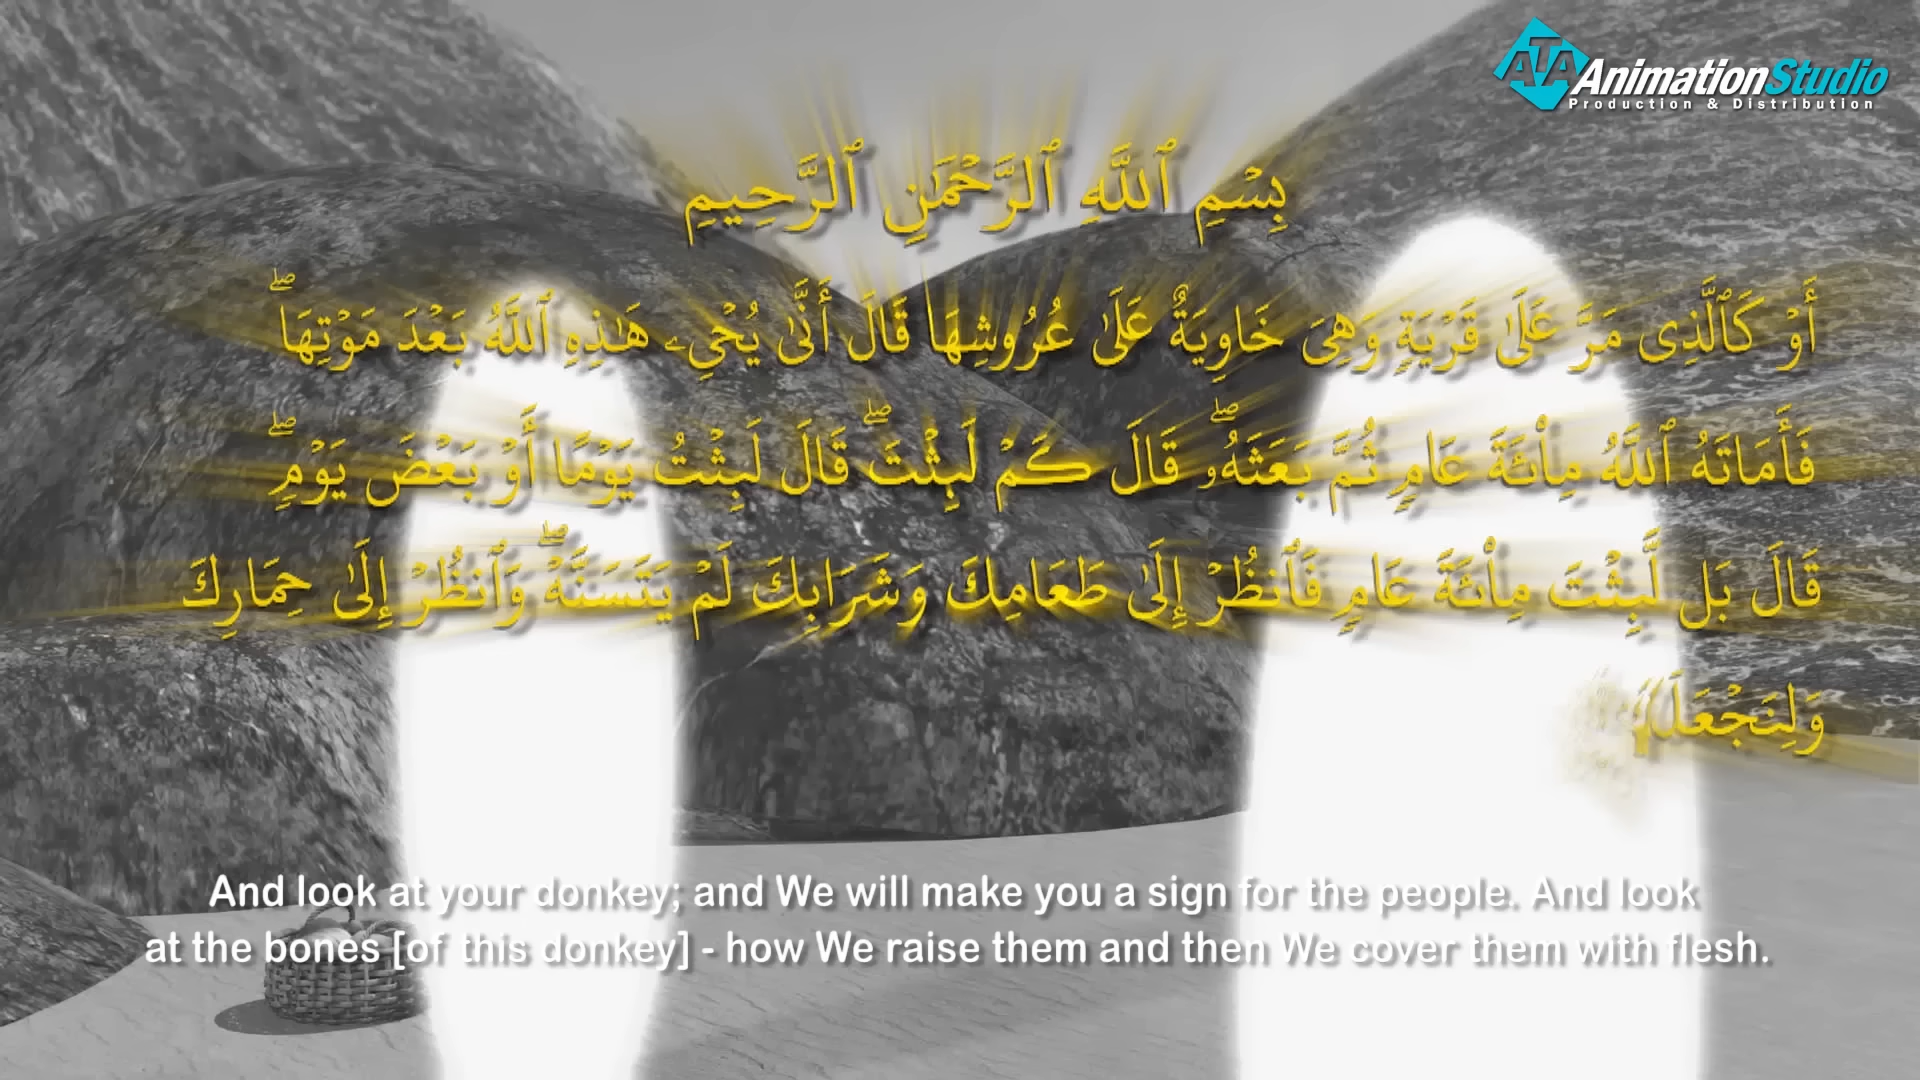 ATA AnimationStudio
Production & Distribution
بِسْمِ ٱللَّهِ ٱلرَّحْمَٰنِ ٱلرَّحِيمِ
أَوْ كَٱلَّذِى مَرَّ عَلَىٰ قَرْيَةٍ وَهِىَ خَاوِيَةٌ عَلَىٰ عُرُوشِهَا قَالَ أَنَّىٰ يُحْىِۦ هَـٰذِهِ ٱللَّهُ بَعْدَ مَوْتِهَا ۖ
فَأَمَاتَهُ ٱللَّهُ مِا۟ئَةَ عَامٍ ثُمَّ بَعَثَهُۥ ۖ قَالَ كَمْ لَبِثْتَ ۖ قَالَ لَبِثْتُ يَوْمًا أَوْ بَعْضَ يَوْمٍ ۖ
قَالَ بَل لَّبِثْتَ مِا۟ئَةَ عَامٍ فَٱنظُرْ إِلَىٰ طَعَامِكَ وَشَرَابِكَ لَمْ يَتَسَنَّهْ ۖ وَٱنظُرْ إِلَىٰ حِمَارِكَ
And look at your donkey; and We will make you a sign for the people. And look
at the bones [of this donkey] - how We raise them and then We cover them with flesh.